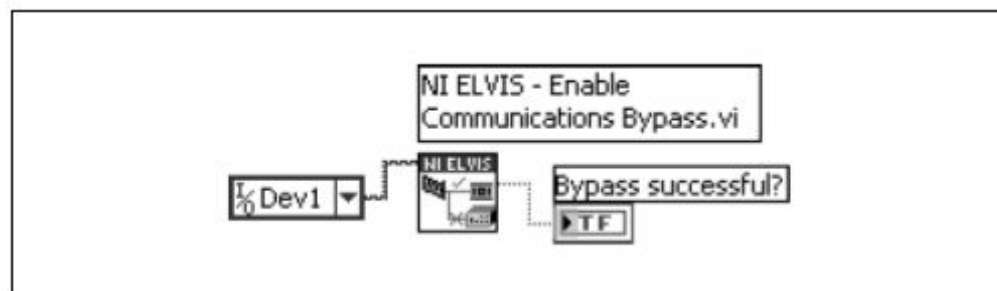 NI ELVIS - Enable
Communications Bypass.vi
NI ELVIS
I/O Dev1
Bypass successful?
TF